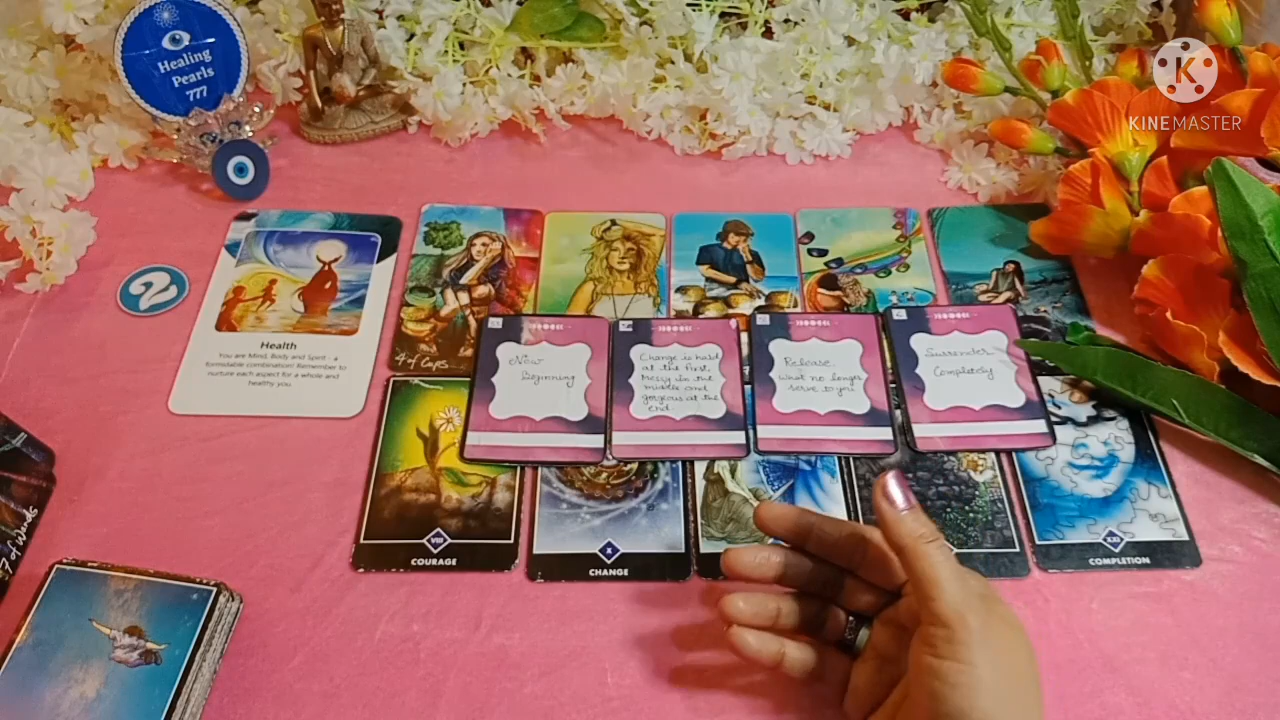 Healing
Pearls
777
K
KINEMASTER
2
Health
You are Mind, Body and Spirit - a
formidable combination! Remember to
nurture each aspect for a whole and
healthy you.
4 of Cups
New
Beginning
Change is hard
at the first.
Messy in the
middle and
gorgeous at the
end.
Release
What no longer
serve to you
Surrender
Completely
7 of Wands
VIII
COURAGE
X
CHANGE
XXI
COMPLETION